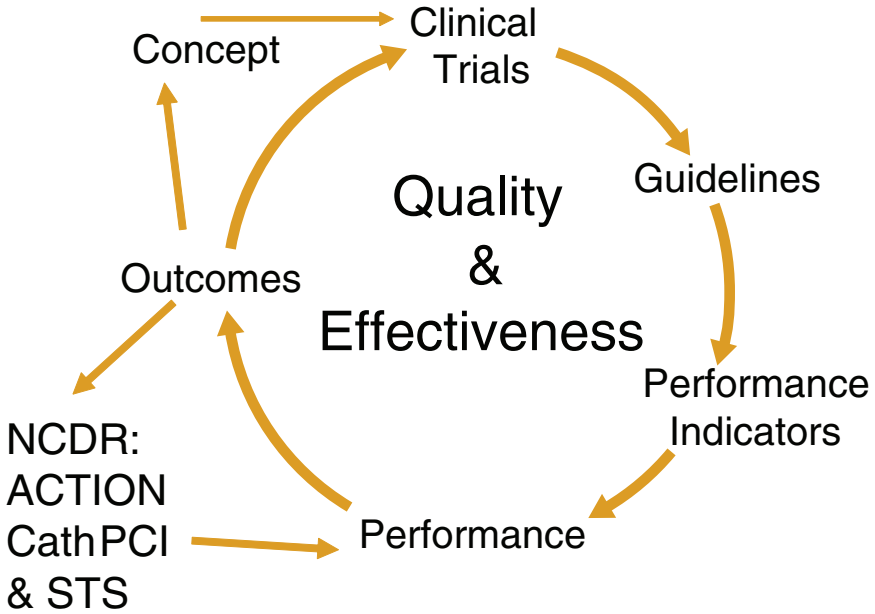 Concept
Clinical
Trials
Guidelines
Quality
&
Effectiveness
Outcomes
Performance
Indicators
Performance
NCDR:
ACTION
CathPCI
& STS